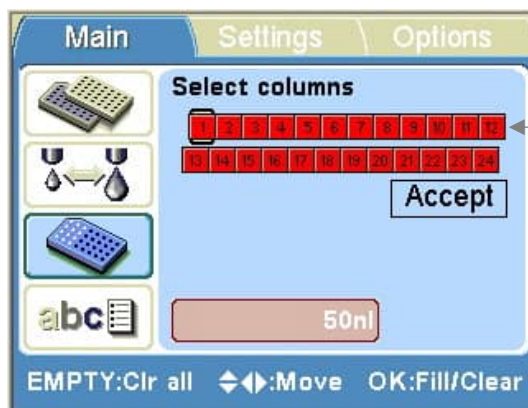 Main Settings Options
Select columns
1 2 3 4 5 6 7 8 9 10 11 12
13 14 15 16 17 18 19 20 21 22 23 24
Accept
abc
50nl
EMPTY:Clr all :Move OK:Fill/Clear